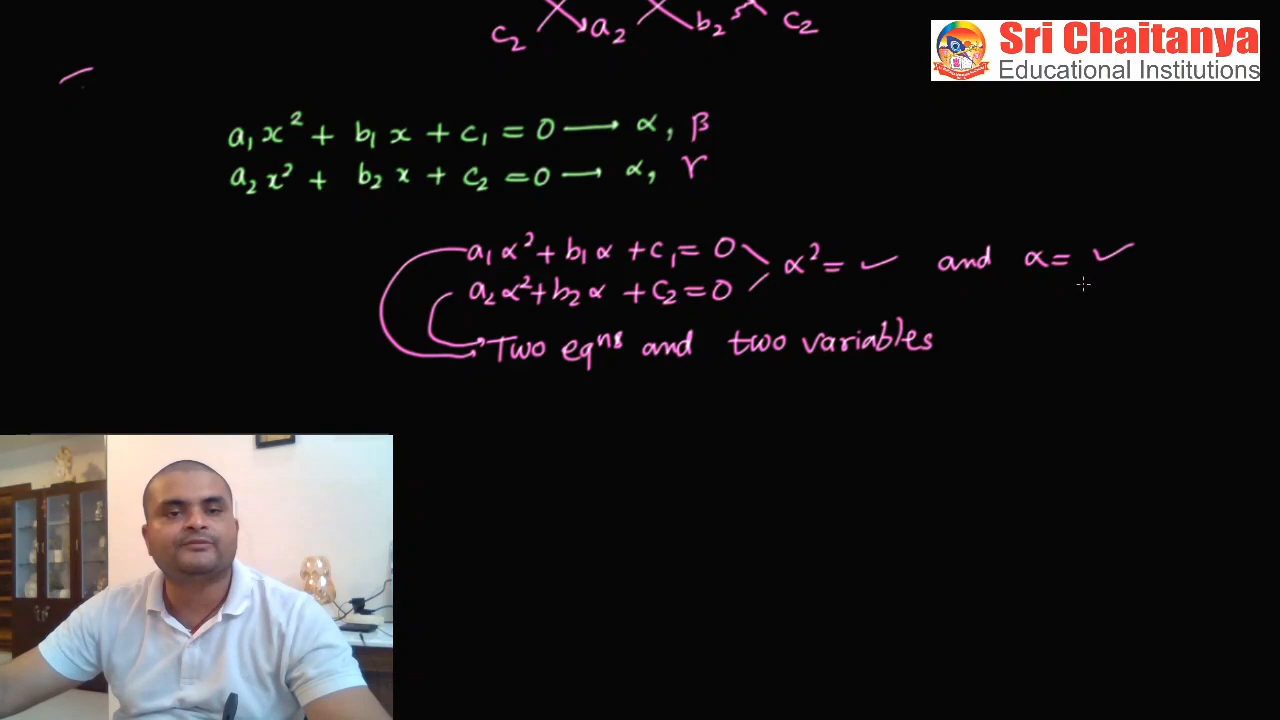 c₂ a₂ b₂ c₂
Sri Chaitanya
Educational Institutions
a₁x² + b₁x + c₁ = 0 → α, β
a₂x² + b₂x + c₂ = 0 → α, γ
a₁α² + b₁α + c₁ = 0
α² = ✓ and α = ✓
a₂α² + b₂α + c₂ = 0
Two eqⁿˢ and two variables